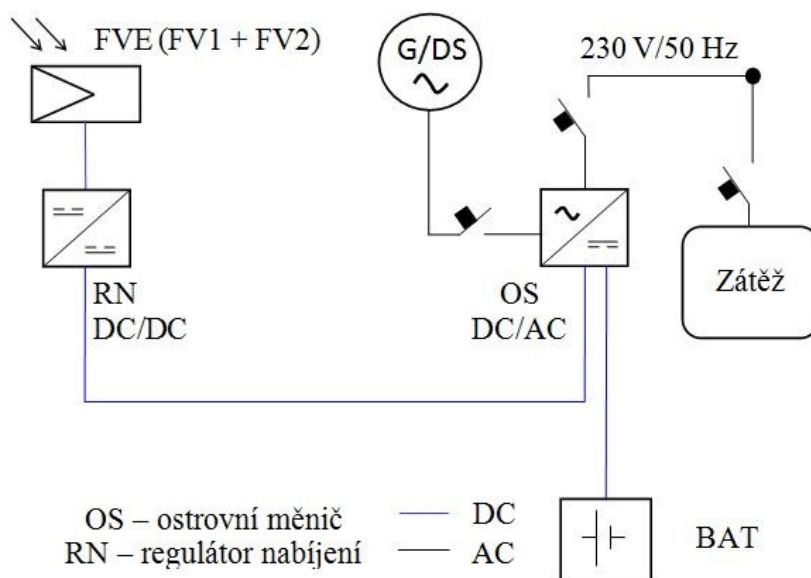 FVE (FV1 + FV2)
G/DS
230 V/50 Hz
RN
DC/DC
OS
DC/AC
Zátěž
OS – ostrovní měnič
RN – regulátor nabíjení
DC
AC
BAT